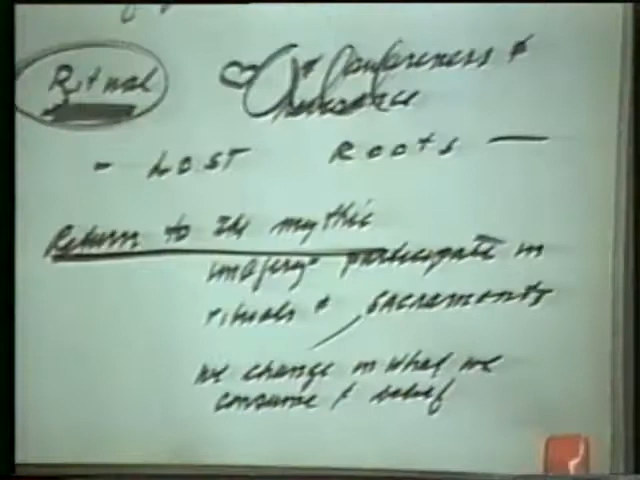 Ritual
- LOST ROOTS —
Return to the mythic
imagery participate in
rituals + sacraments
we change in what we
consume + belief